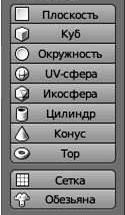 Плоскость
Куб
Окружность
UV-сфера
Икосфера
Цилиндр
Конус
Тор
Сетка
Обезьяна